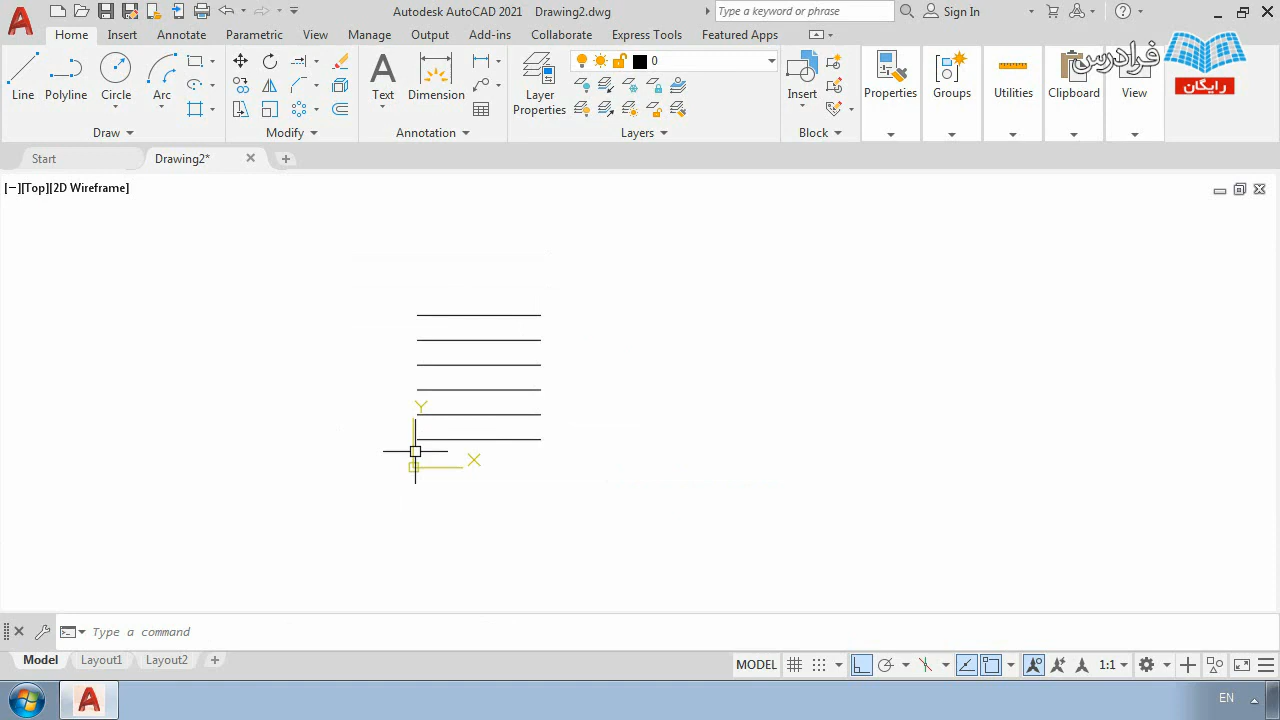 Autodesk AutoCAD 2021 Drawing2.dwg
Type a keyword or phrase
Sign In
Home Insert Annotate Parametric View Manage Output Add-ins Collaborate Express Tools Featured Apps
فرادرس
رایگان
0
Line Polyline Circle Arc
Text Dimension
Layer
Properties
Insert
Properties Groups Utilities Clipboard View
Draw Modify Annotation Layers Block
Start Drawing2*
[−][Top][2D Wireframe]
Y
X
Type a command
Model Layout1 Layout2
MODEL 1:1
EN